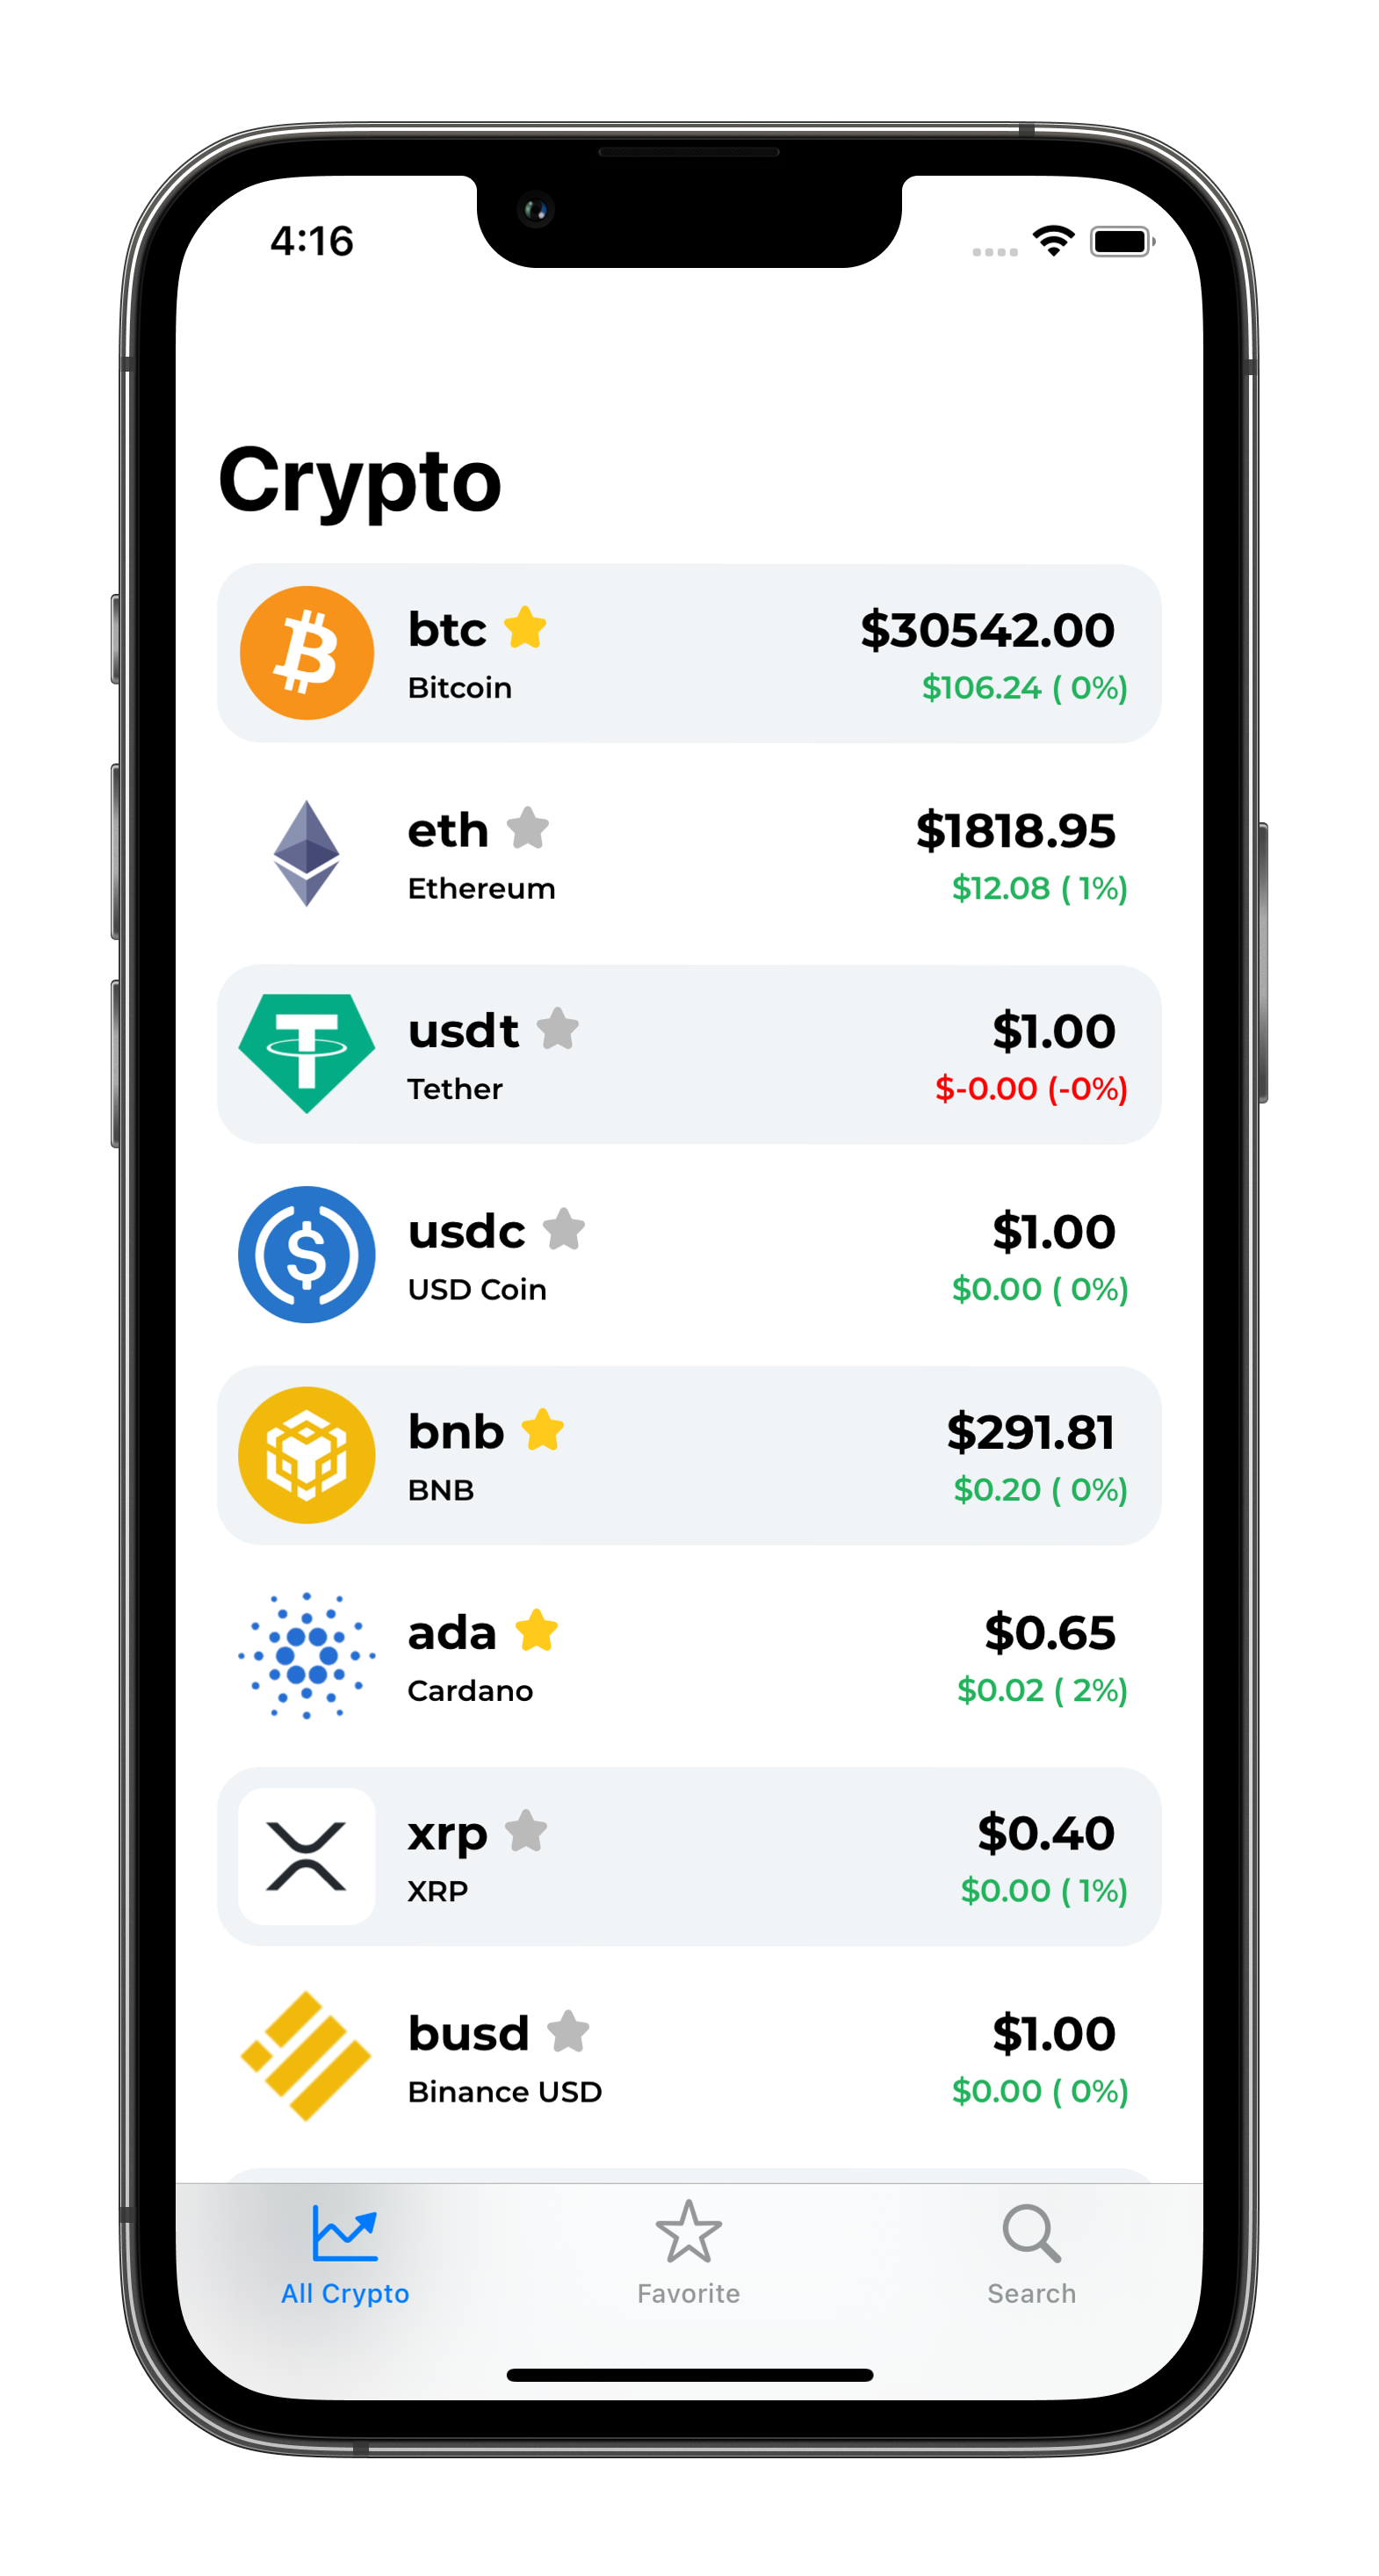 4:16
Crypto
btc $30542.00
Bitcoin $106.24 ( 0%)
eth $1818.95
Ethereum $12.08 ( 1%)
usdt $1.00
Tether $-0.00 (-0%)
usdc $1.00
USD Coin $0.00 ( 0%)
bnb $291.81
BNB $0.20 ( 0%)
ada $0.65
Cardano $0.02 ( 2%)
xrp $0.40
XRP $0.00 ( 1%)
busd $1.00
Binance USD $0.00 ( 0%)
All Crypto Favorite Search